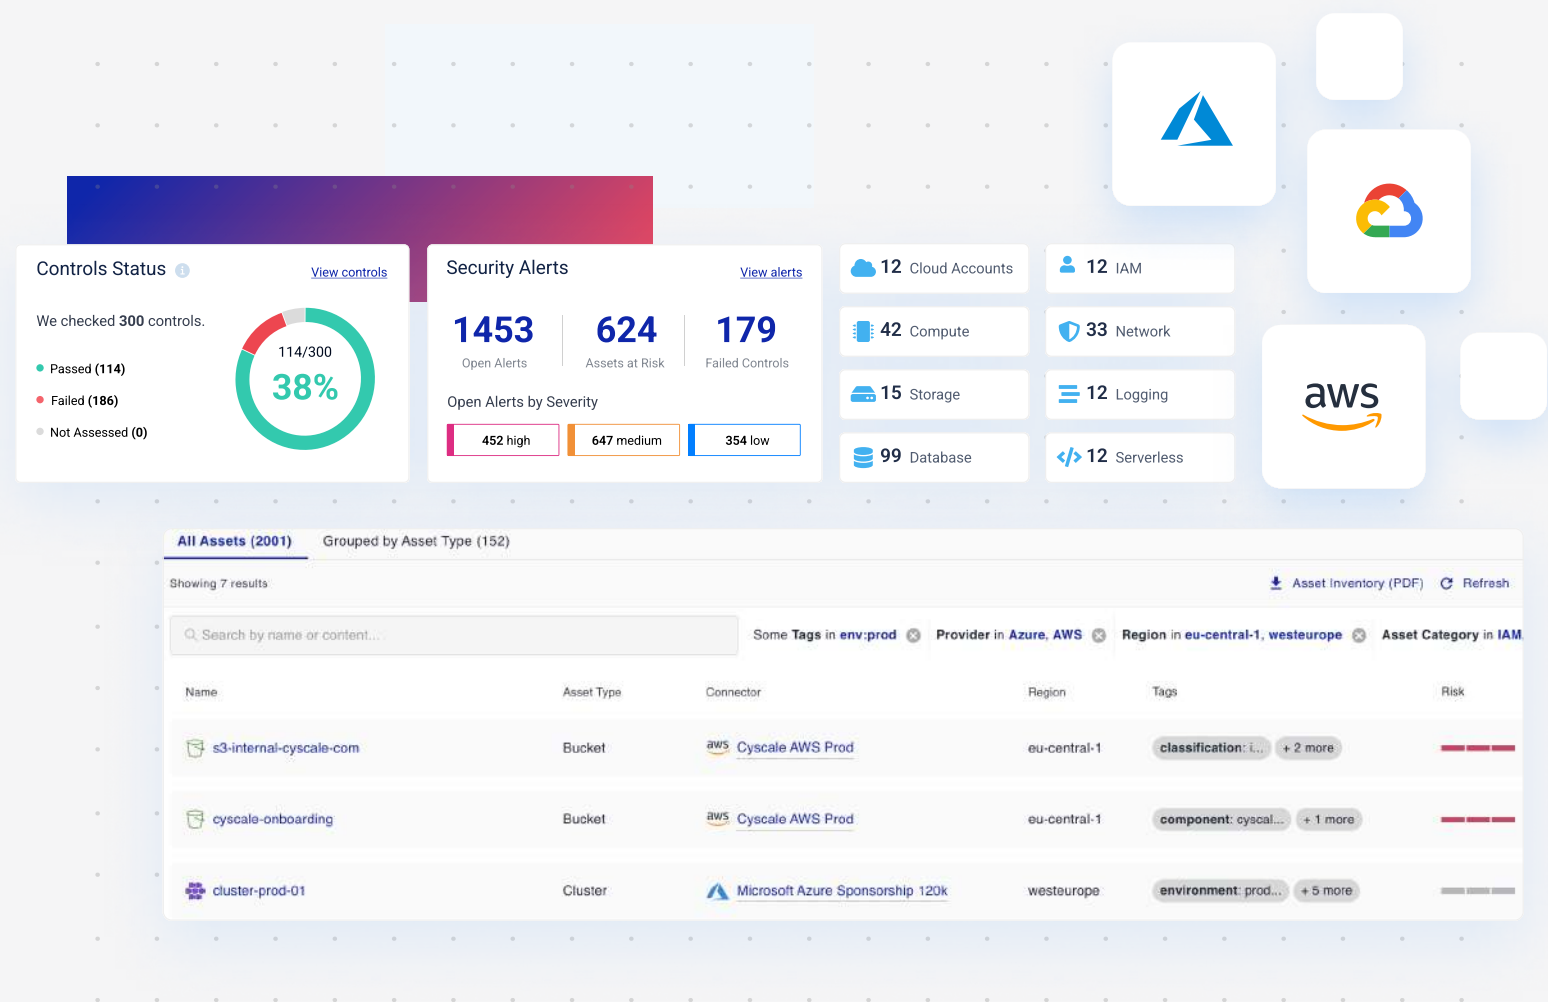 Controls Status
View controls
We checked 300 controls.
Passed (114)
Failed (186)
Not Assessed (0)
114/300
38%
Security Alerts
View alerts
1453
Open Alerts
624
Assets at Risk
179
Failed Controls
Open Alerts by Severity
452 high
647 medium
354 low
12 Cloud Accounts
12 IAM
42 Compute
33 Network
15 Storage
12 Logging
99 Database
12 Serverless
aws
All Assets (2001)
Grouped by Asset Type (152)
Showing 7 results
Asset Inventory (PDF)
Refresh
Search by name or content...
Some Tags in env:prod
Provider in Azure, AWS
Region in eu-central-1, westeurope
Asset Category in IAM
Name
Asset Type
Connector
Region
Tags
Risk
s3-internal-cyscale-com
Bucket
aws
Cyscale AWS Prod
eu-central-1
classification: i...
+ 2 more
cyscale-onboarding
Bucket
aws
Cyscale AWS Prod
eu-central-1
component: cyscal...
+ 1 more
cluster-prod-01
Cluster
Microsoft Azure Sponsorship 120k
westeurope
environment: prod...
+ 5 more